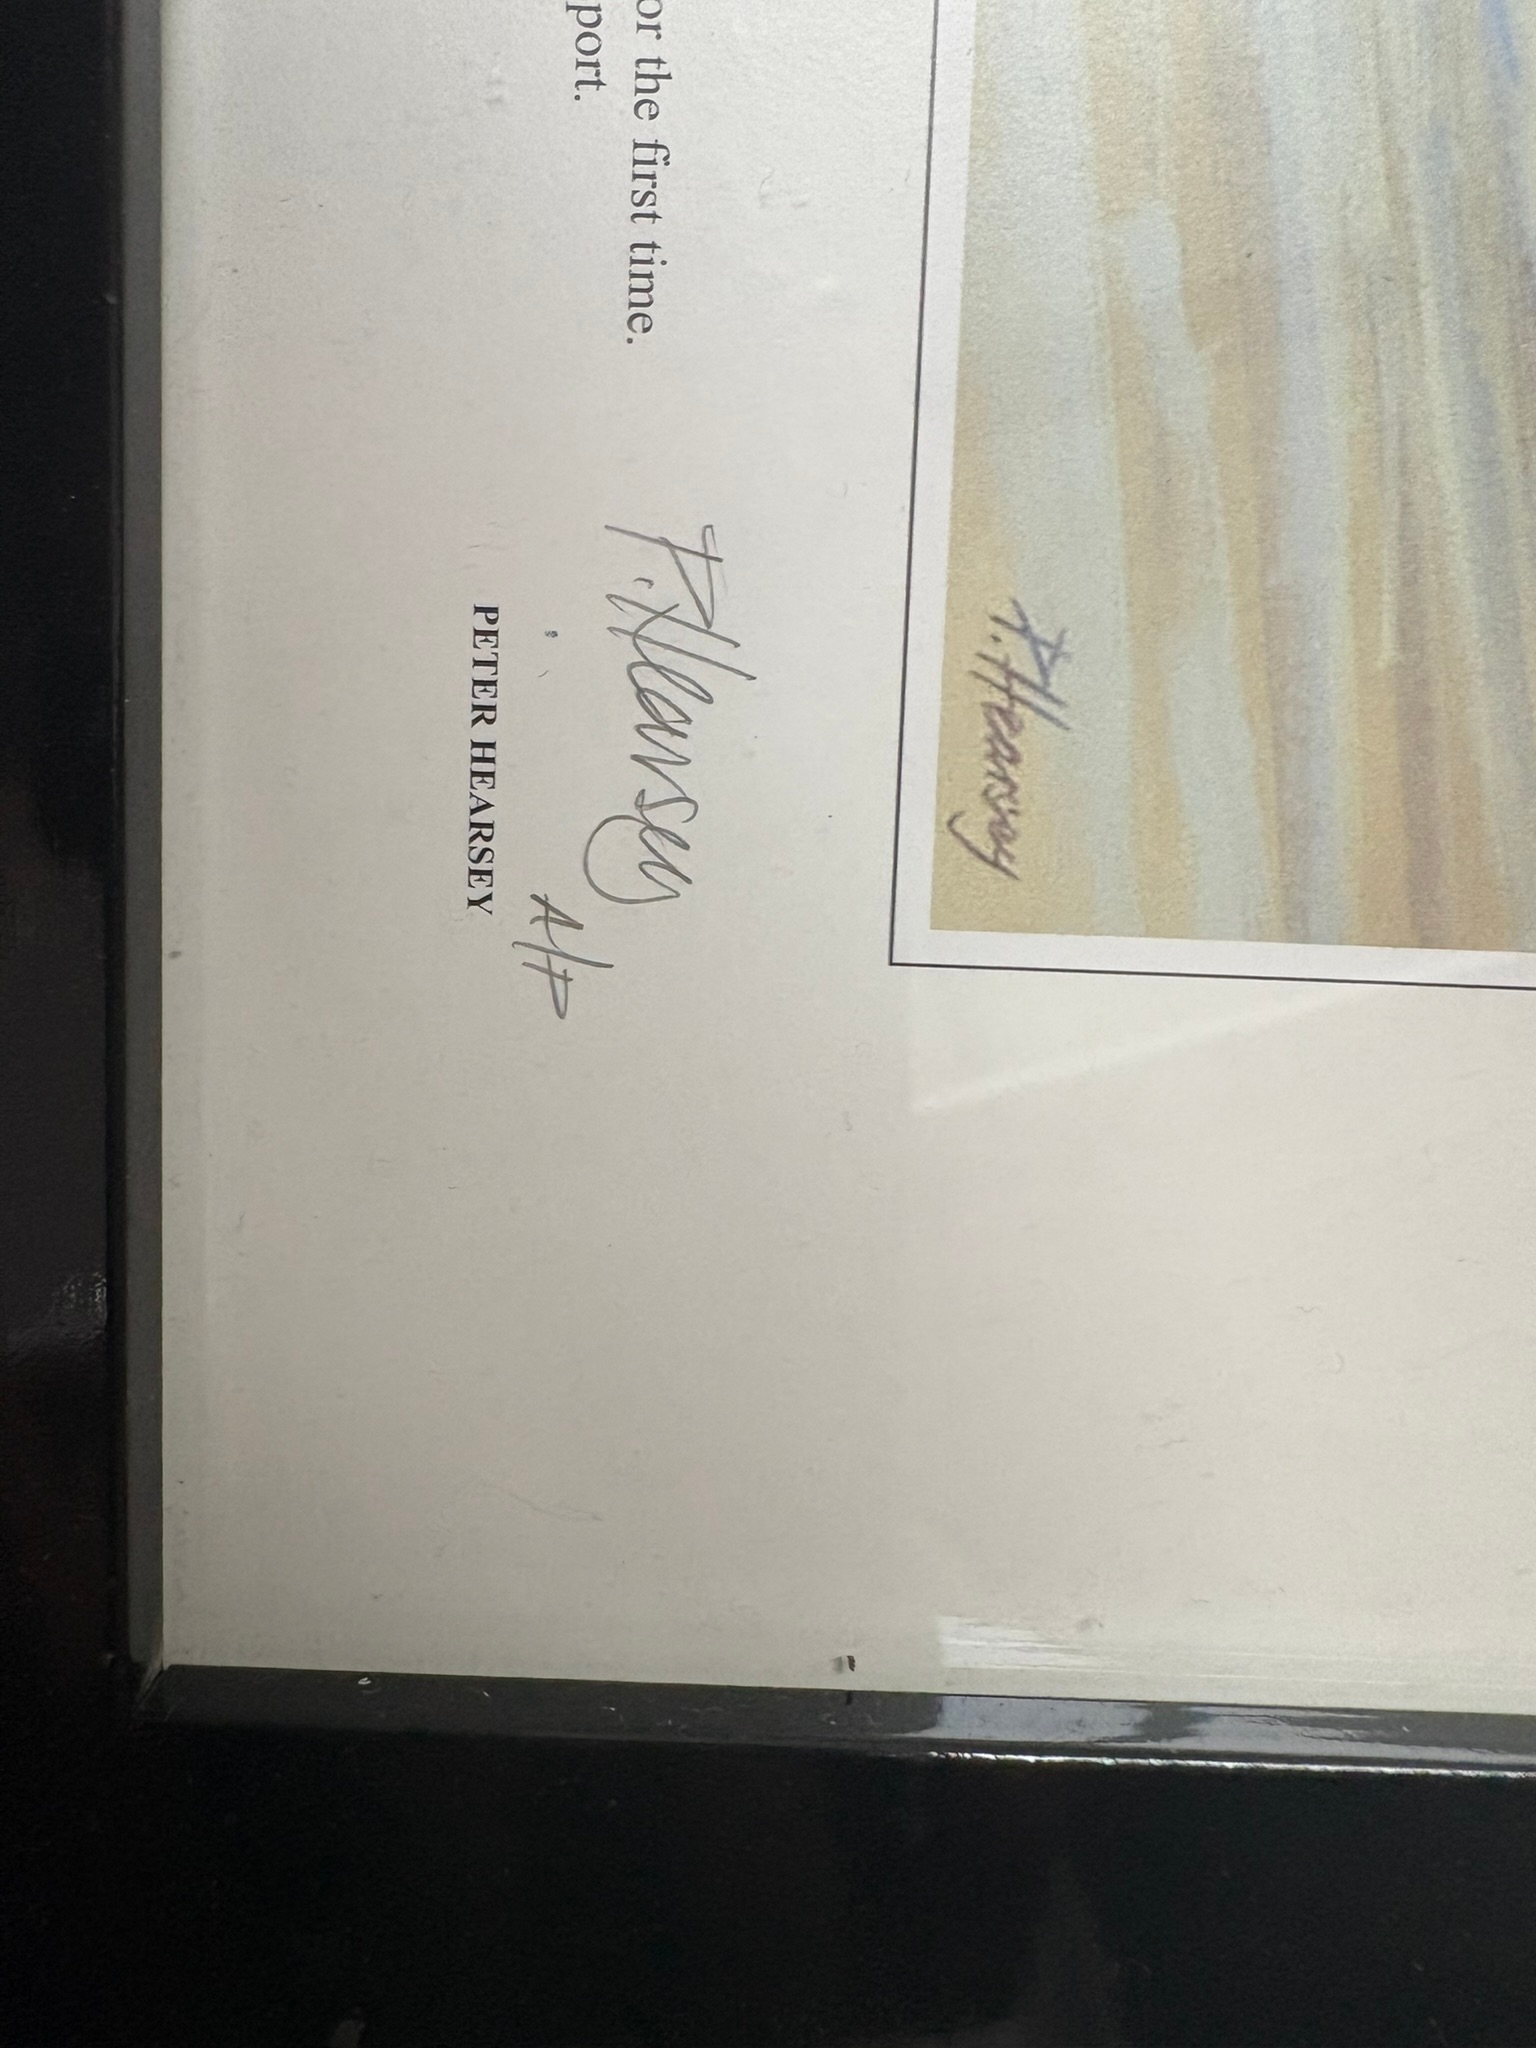 P. Hearsey
or the first time.
port.
P. Hearsey
A/P
PETER HEARSEY